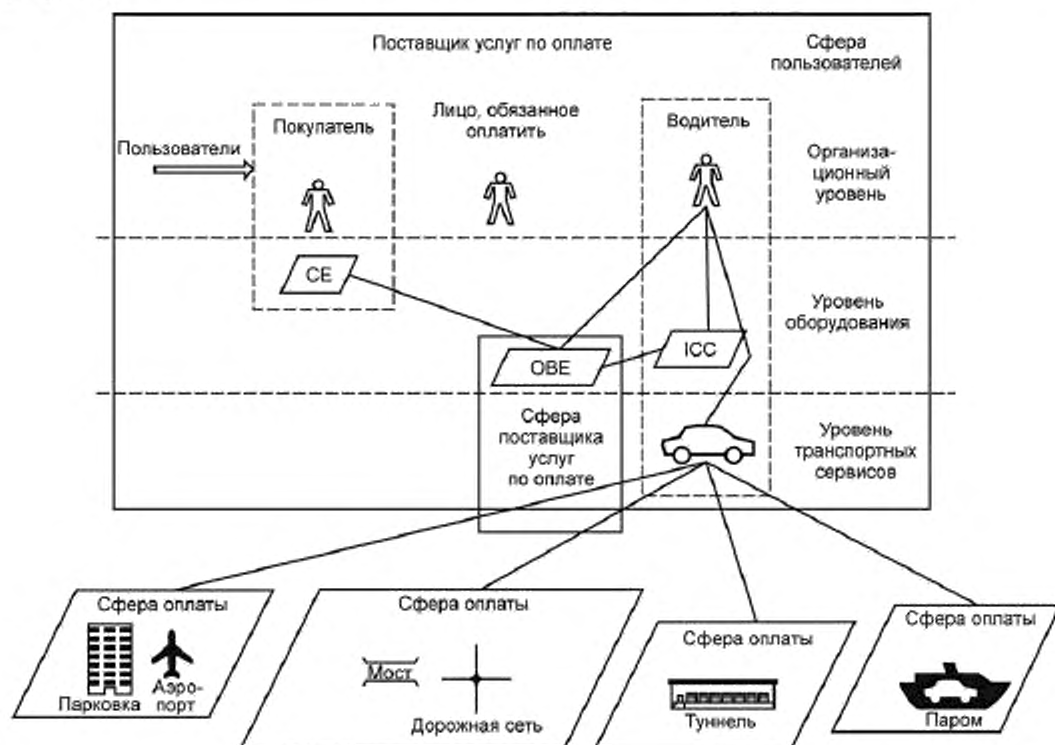 Поставщик услуг по оплате
Сфера
пользователей
Пользователи
Покупатель
Лицо, обязанное
оплатить
Водитель
Организа-
ционный
уровень
CE
OBE
ICC
Уровень
оборудования
Сфера
поставщика
услуг
по оплате
Уровень
транспортных
сервисов
Сфера оплаты
Парковка
Аэро-
порт
Сфера оплаты
Мост
Дорожная сеть
Сфера оплаты
Туннель
Сфера оплаты
Паром